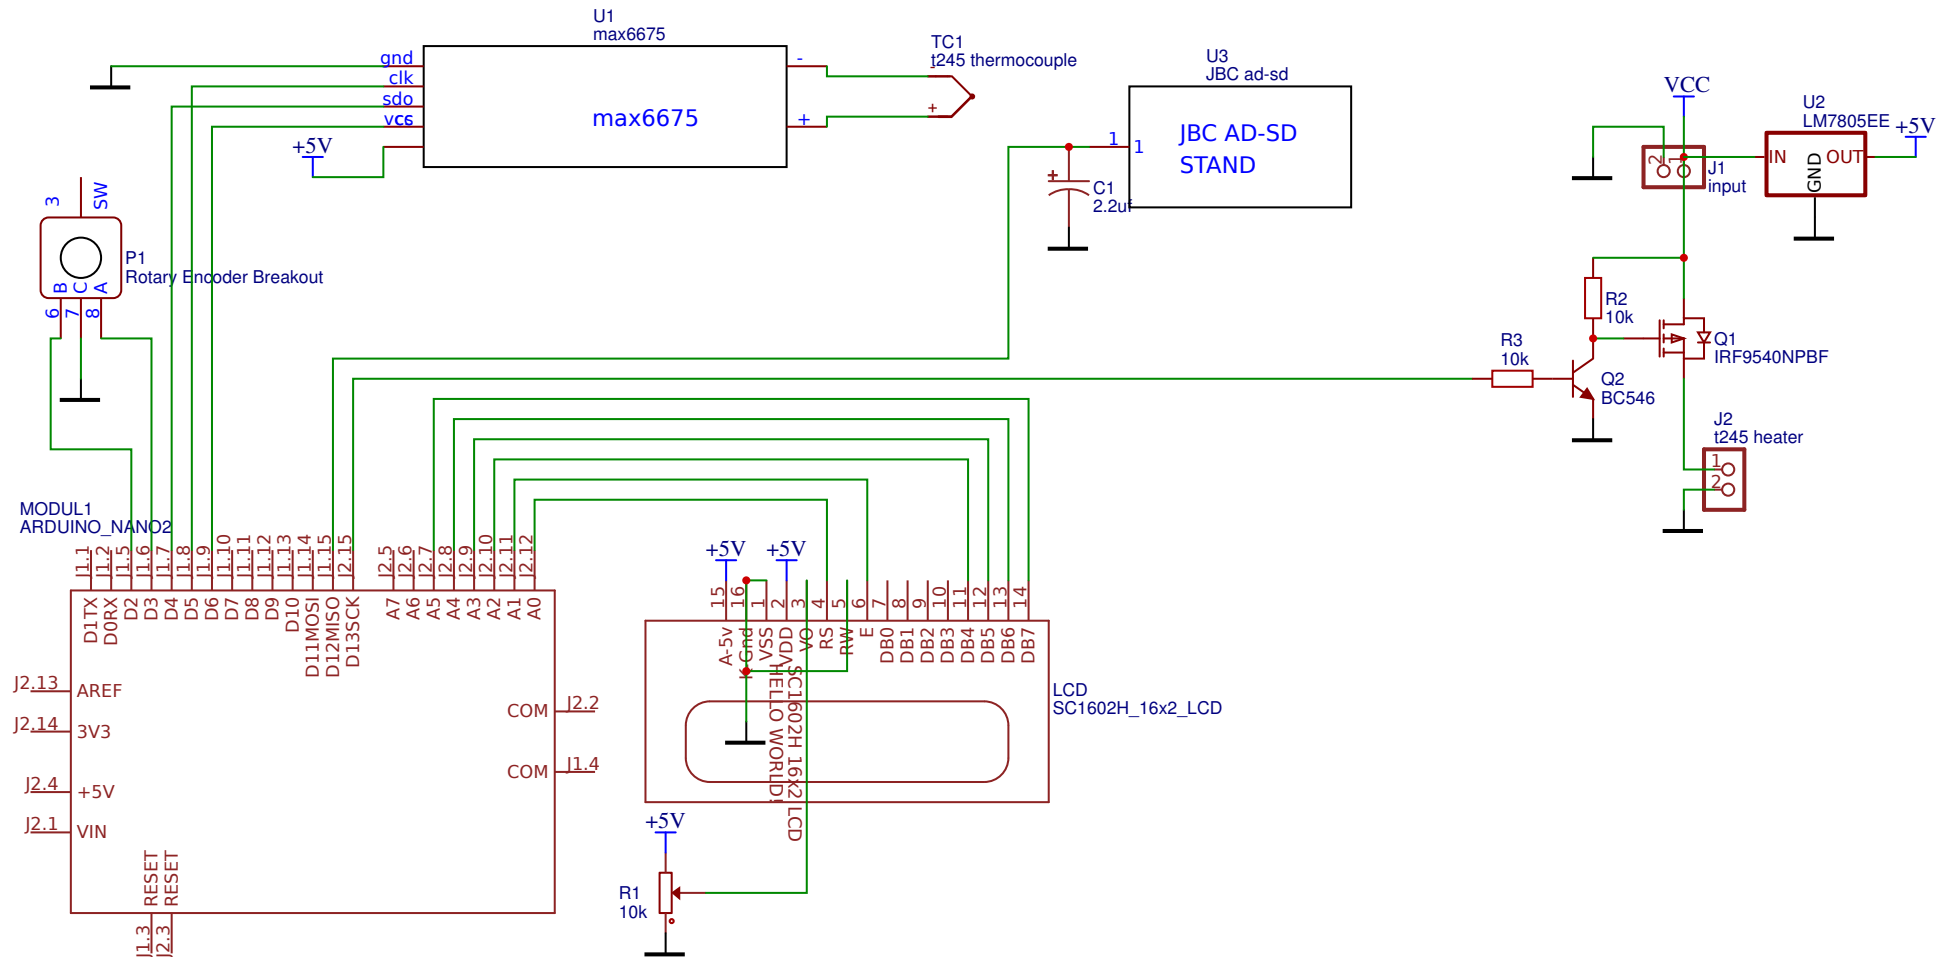 U1
max6675
gnd
clk
sdo
vcc
cs
max6675
-
+
TC1
t245 thermocouple
-
+
+5V
U3
JBC ad-sd
1
1
JBC AD-SD
STAND
C1
2.2uf
+
VCC
U2
LM7805EE
+5V
IN
OUT
GND
2
1
J1
input
3
SW
P1
Rotary Encoder Breakout
B
C
A
6
7
8
R2
10k
R3
10k
Q1
IRF9540NPBF
Q2
BC546
J2
t245 heater
1
2
MODUL1
ARDUINO_NANO2
J1.1
J1.2
J1.5
J1.6
J1.7
J1.8
J1.9
J1.10
J1.11
J1.12
J1.13
J1.14
J1.15
J2.15
J2.5
J2.6
J2.7
J2.8
J2.9
J2.10
J2.11
J2.12
D1TX
D0RX
D2
D3
D4
D5
D6
D7
D8
D9
D10
D11MOSI
D12MISO
D13SCK
A7
A6
A5
A4
A3
A2
A1
A0
J2.13
AREF
J2.14
3V3
J2.4
+5V
J2.1
VIN
COM
J2.2
COM
J1.4
RESET
RESET
J1.3
J2.3
+5V
+5V
15
16
1
2
3
4
5
6
7
8
9
10
11
12
13
14
A-5v
Gnd
VSS
VDD
VO
RS
RW
E
DB0
DB1
DB2
DB3
DB4
DB5
DB6
DB7
SC1602H_16x2_LCD
HELLO WORLD!
LCD
SC1602H_16x2_LCD
+5V
R1
10k